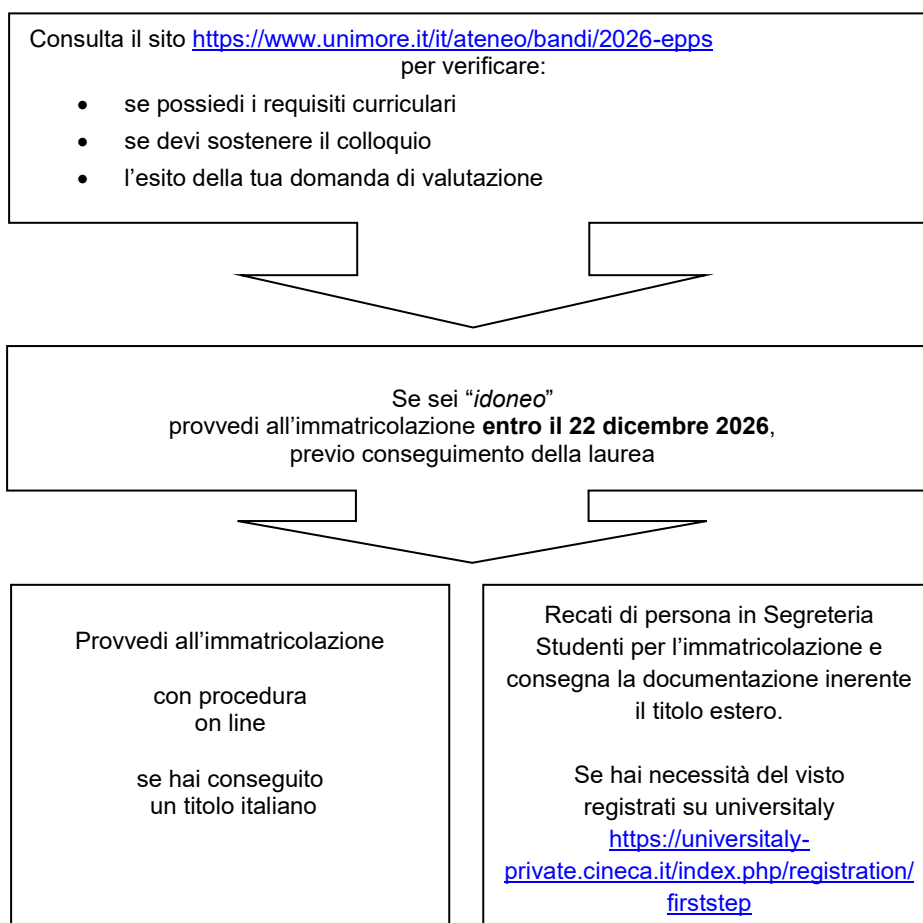 Consulta il sito https://www.unimore.it/it/ateneo/bandi/2026-epps
per verificare:
• se possiedi i requisiti curriculari
• se devi sostenere il colloquio
• l’esito della tua domanda di valutazione
Se sei “idoneo”
provvedi all’immatricolazione entro il 22 dicembre 2026,
previo conseguimento della laurea
Provvedi all’immatricolazione
con procedura
on line
se hai conseguito
un titolo italiano
Recati di persona in Segreteria
Studenti per l’immatricolazione e
consegna la documentazione inerente
il titolo estero.
Se hai necessità del visto
registrati su universitaly
https://universitaly-
private.cineca.it/index.php/registration/
firststep